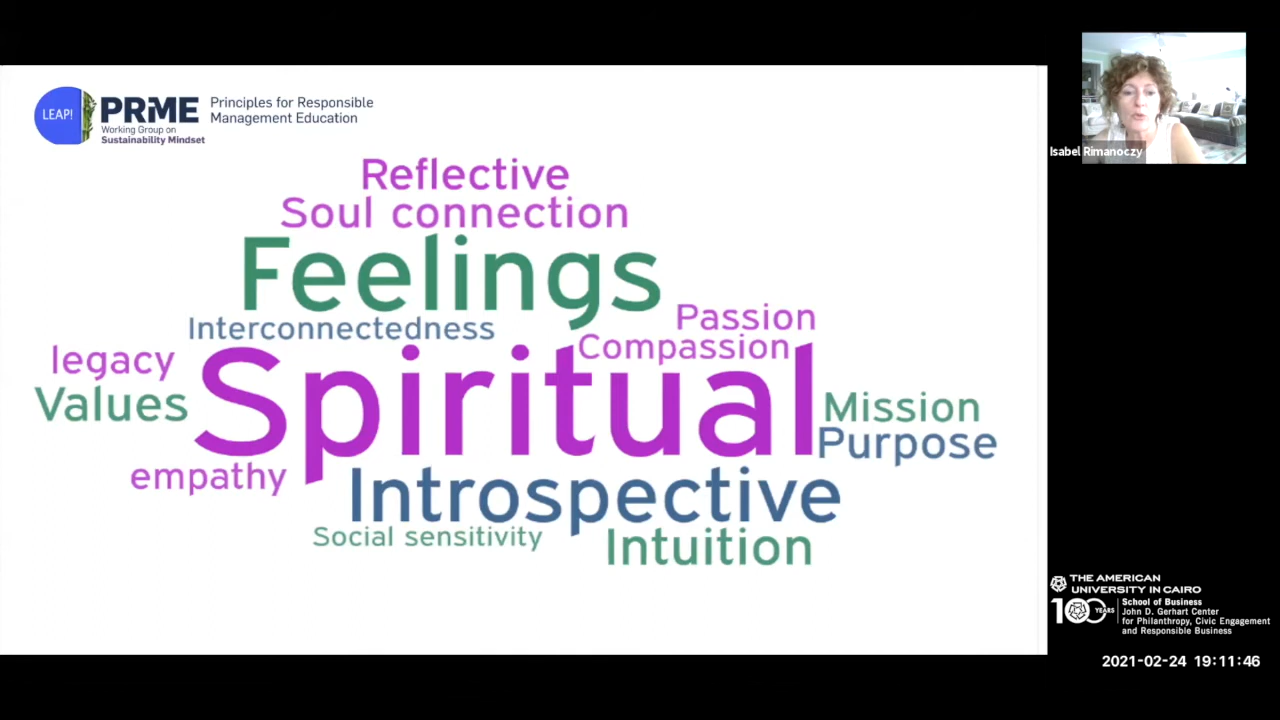 LEAP!
PRME
Working Group on
Sustainability Mindset
Principles for Responsible
Management Education
Reflective
Soul connection
Feelings
Interconnectedness
Passion
Compassion
legacy
Spiritual
Values
Mission
Purpose
empathy
Introspective
Social sensitivity
Intuition
Isabel Rimanoczy
THE AMERICAN
UNIVERSITY IN CAIRO
100 YEARS
School of Business
John D. Gerhart Center
for Philanthropy, Civic Engagement
and Responsible Business
2021-02-24 19:11:46